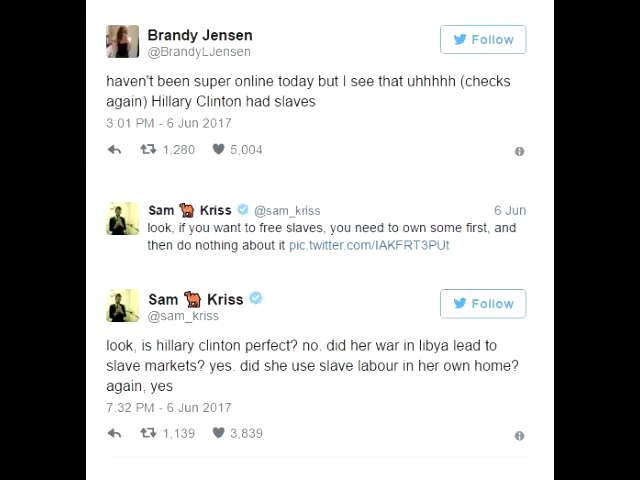 Brandy Jensen
@BrandyLJensen
Follow
haven't been super online today but I see that uhhhhh (checks
again) Hillary Clinton had slaves
3:01 PM - 6 Jun 2017
1,280 5,004
Sam 🐫 Kriss @sam_kriss 6 Jun
look, if you want to free slaves, you need to own some first, and
then do nothing about it pic.twitter.com/IAKFRT3PUt
Sam 🐫 Kriss
@sam_kriss
Follow
look, is hillary clinton perfect? no. did her war in libya lead to
slave markets? yes. did she use slave labour in her own home?
again, yes
7:32 PM - 6 Jun 2017
1,139 3,839